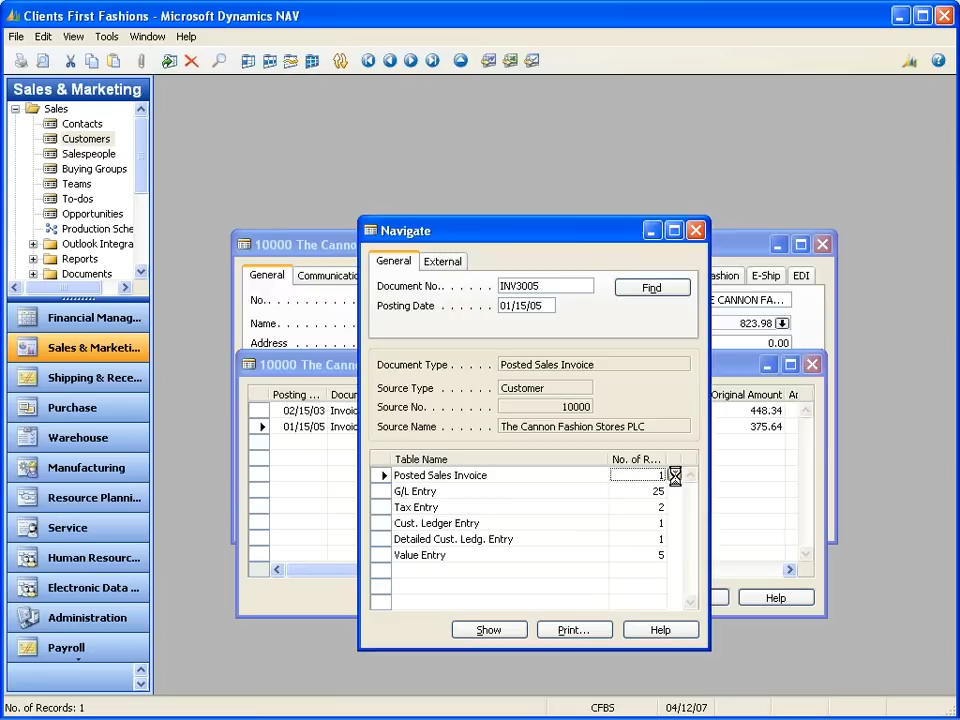 Clients First Fashions - Microsoft Dynamics NAV
File Edit View Tools Window Help
Sales & Marketing
Sales
Contacts
Customers
Salespeople
Buying Groups
Teams
To-dos
Opportunities
Production Sche
Outlook Integra
Reports
Documents
Financial Manag...
Sales & Marketi...
Shipping & Rece...
Purchase
Warehouse
Manufacturing
Resource Planni...
Service
Human Resourc...
Electronic Data ...
Administration
Payroll
10000 The Cannon
General Communicatio
ashion E-Ship EDI
No. . . . . . . . . .
E CANNON FA...
Name. . . . . . . . .
823.98
Address . . . . . . .
0.00
10000 The Cann
Posting ... Docum
Original Amount
02/15/03 Invoic
448.34
01/15/05 Invoic
375.64
Help
Navigate
General External
Document No.. . . . . . INV3005
Find
Posting Date . . . . . . 01/15/05
Document Type . . . . . Posted Sales Invoice
Source Type . . . . . . Customer
Source No. . . . . . . . 10000
Source Name . . . . . . The Cannon Fashion Stores PLC
Table Name No. of R...
Posted Sales Invoice 1
G/L Entry 25
Tax Entry 2
Cust. Ledger Entry 1
Detailed Cust. Ledg. Entry 1
Value Entry 5
Show Print... Help
No. of Records: 1 CFBS 04/12/07